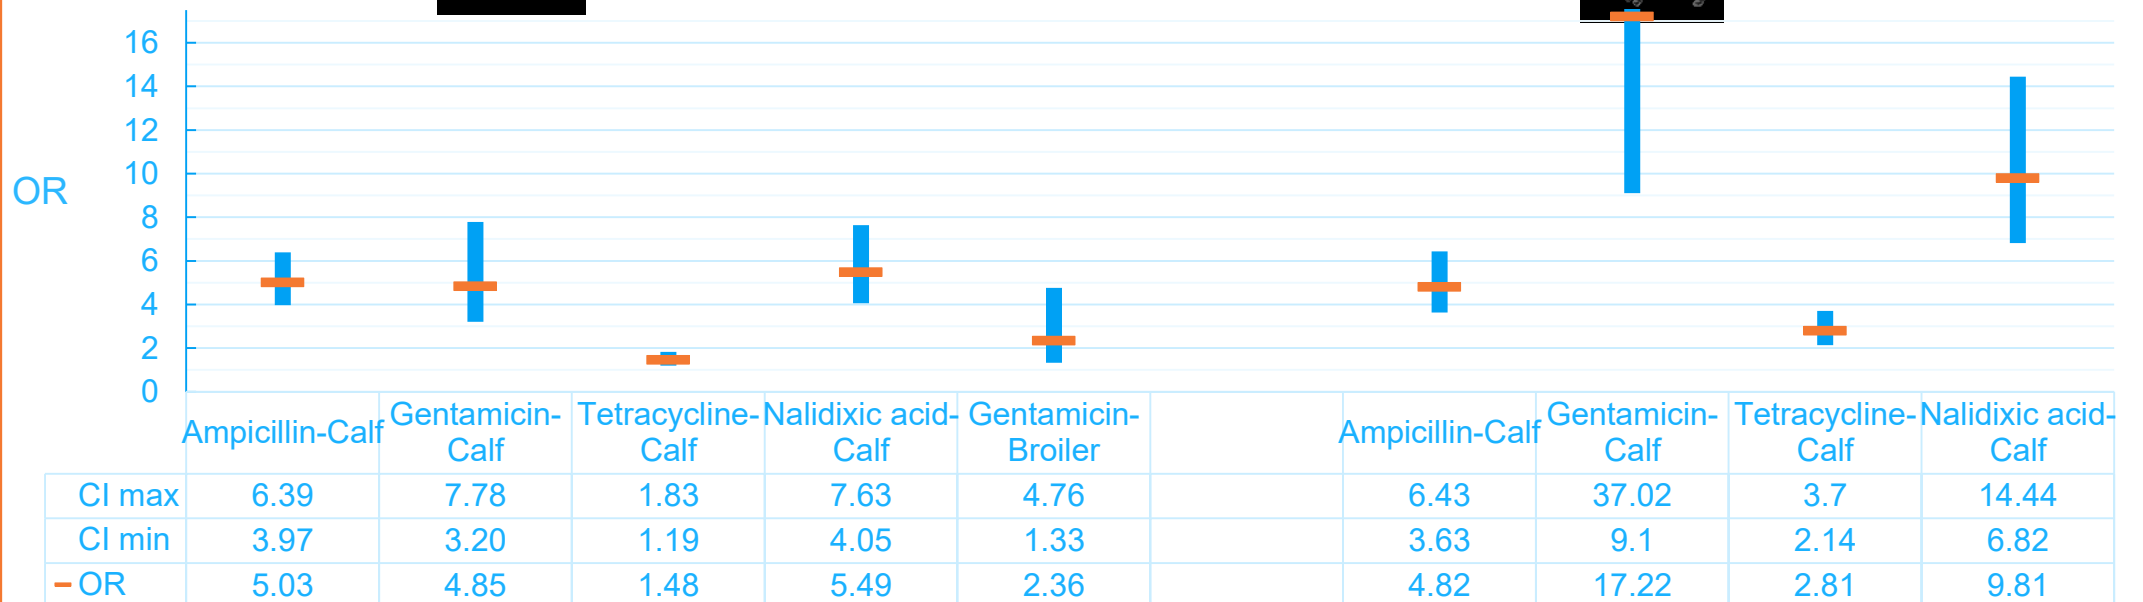 16
14
12
10
OR
8
6
4
2
0
Ampicillin-Calf Gentamicin-Calf Tetracycline-Calf Nalidixic acid-Calf Gentamicin-Broiler Ampicillin-Calf Gentamicin-Calf Tetracycline-Calf Nalidixic acid-Calf
CI max 6.39 7.78 1.83 7.63 4.76 6.43 37.02 3.7 14.44
CI min 3.97 3.20 1.19 4.05 1.33 3.63 9.1 2.14 6.82
OR 5.03 4.85 1.48 5.49 2.36 4.82 17.22 2.81 9.81